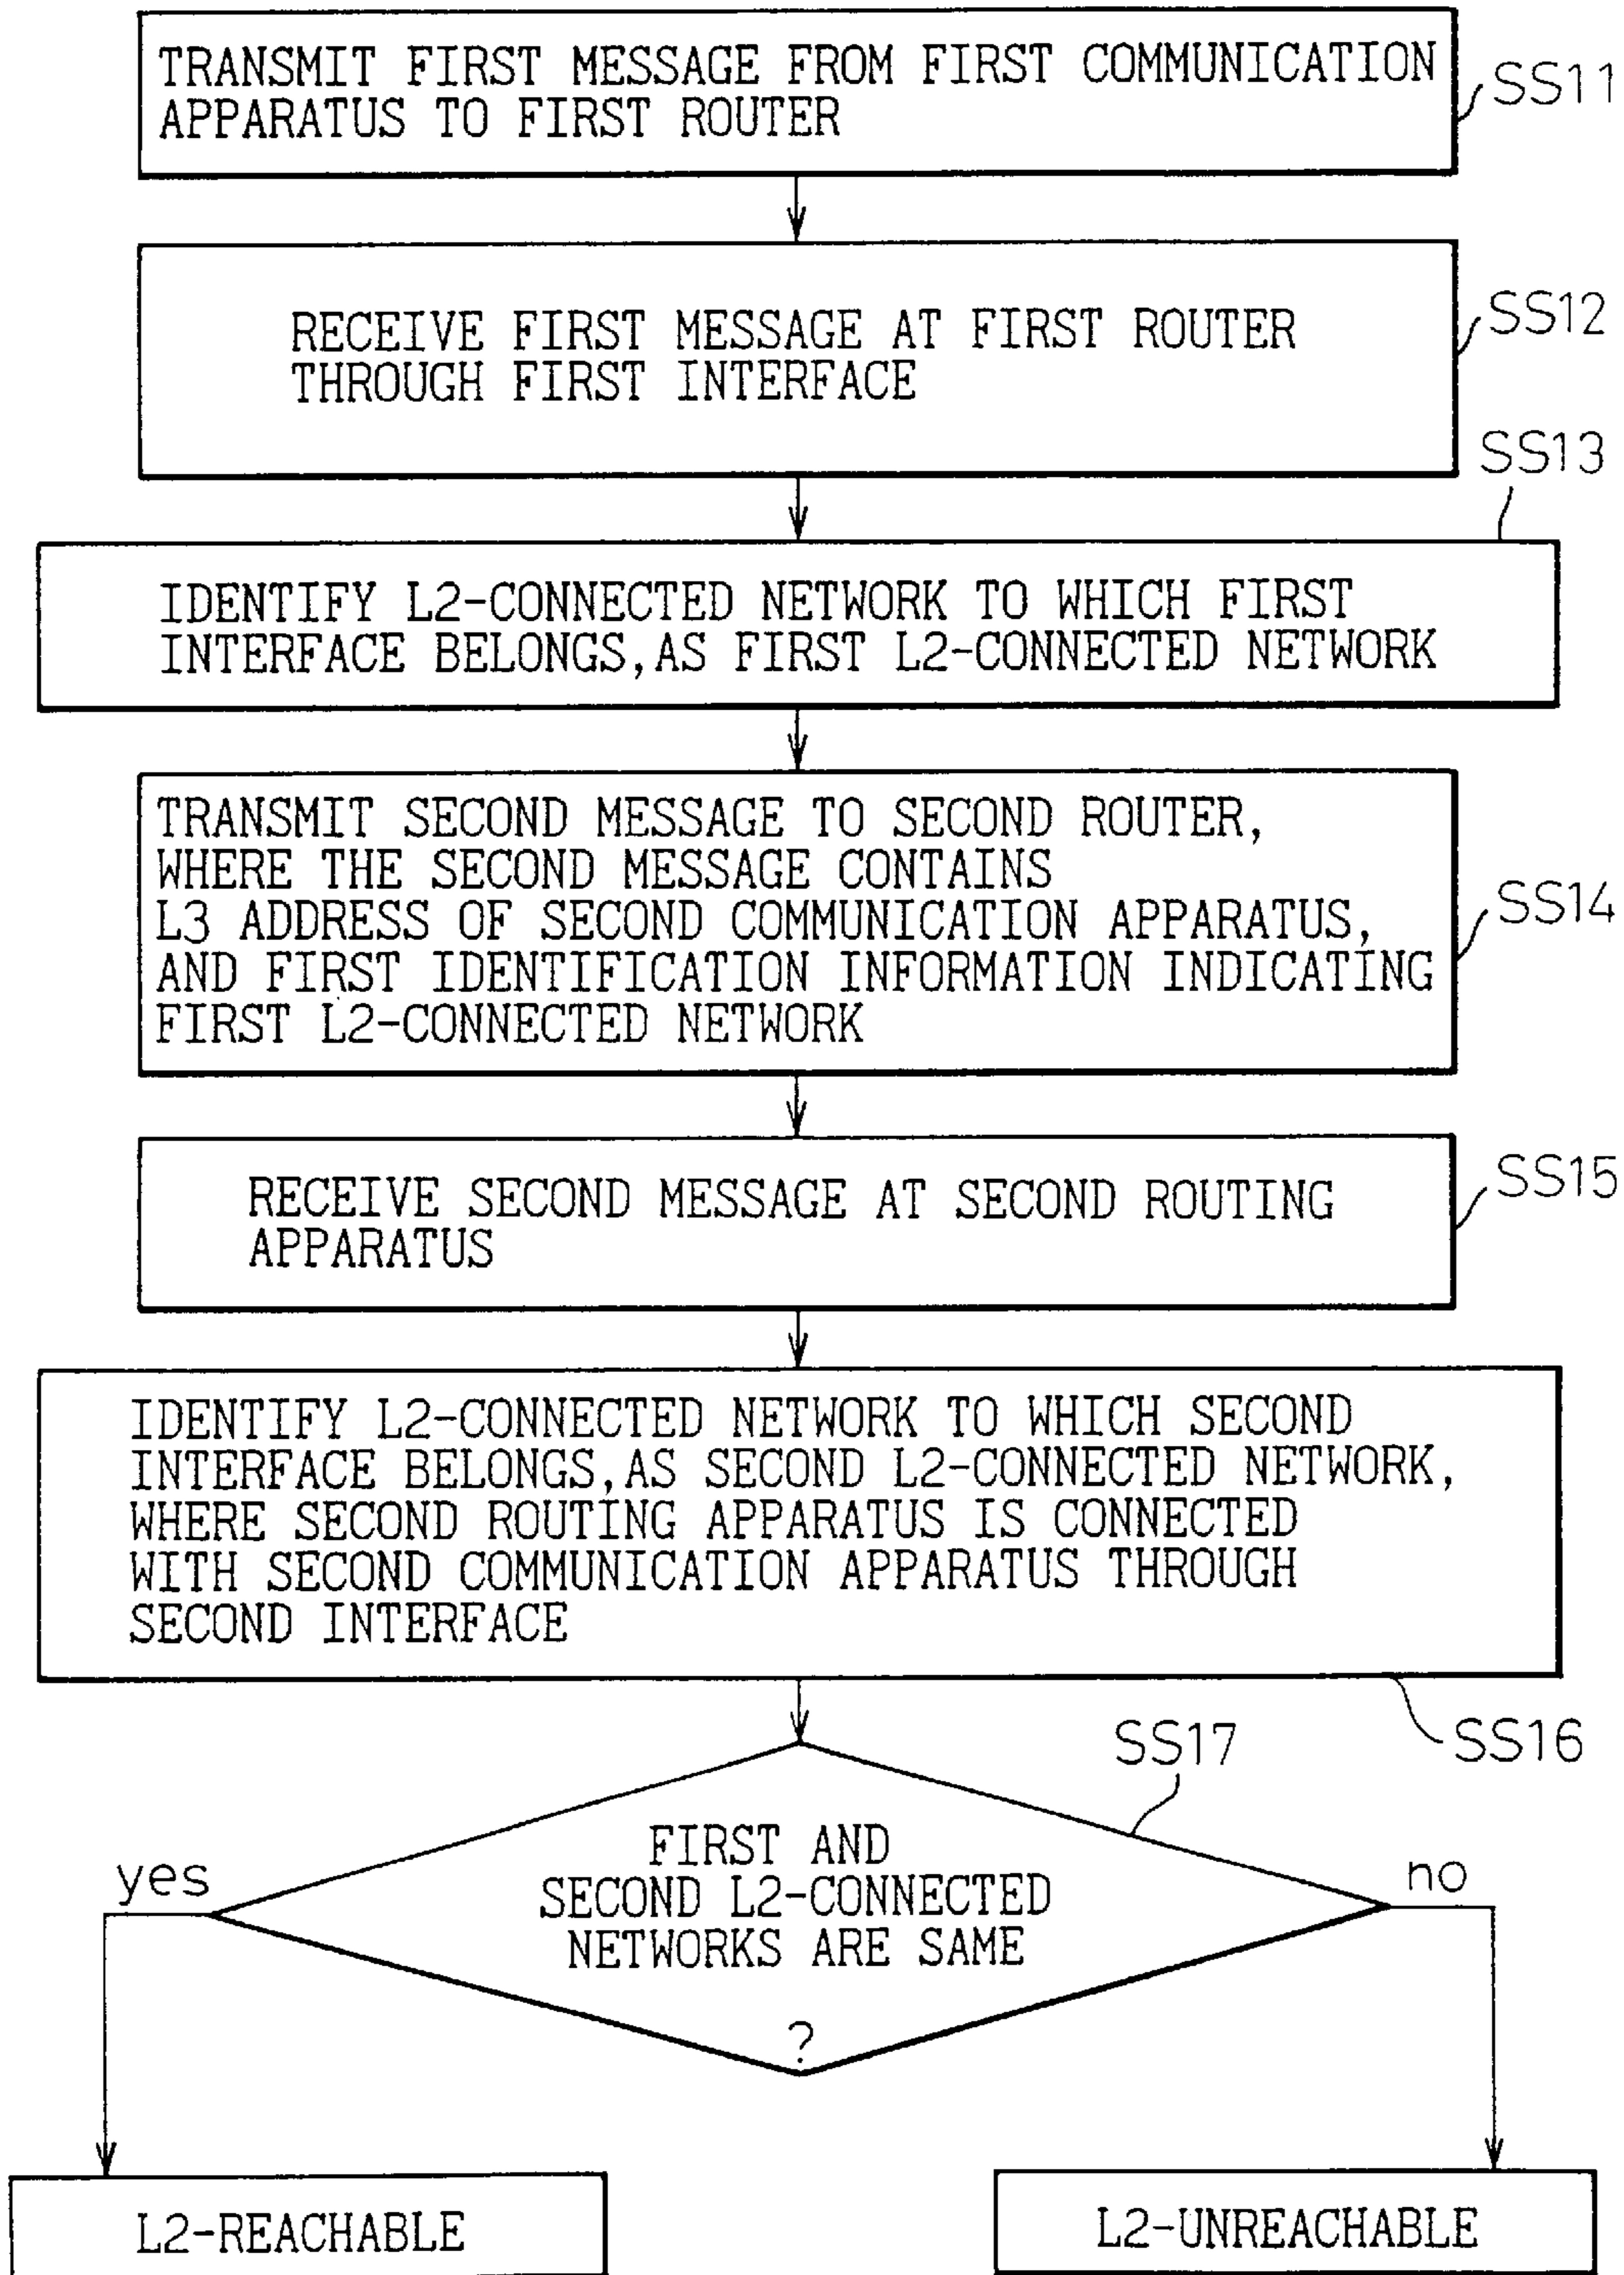 TRANSMIT FIRST MESSAGE FROM FIRST COMMUNICATION
APPARATUS TO FIRST ROUTER
SS11
RECEIVE FIRST MESSAGE AT FIRST ROUTER
THROUGH FIRST INTERFACE
SS12
SS13
IDENTIFY L2-CONNECTED NETWORK TO WHICH FIRST
INTERFACE BELONGS, AS FIRST L2-CONNECTED NETWORK
TRANSMIT SECOND MESSAGE TO SECOND ROUTER,
WHERE THE SECOND MESSAGE CONTAINS
L3 ADDRESS OF SECOND COMMUNICATION APPARATUS,
AND FIRST IDENTIFICATION INFORMATION INDICATING
FIRST L2-CONNECTED NETWORK
SS14
RECEIVE SECOND MESSAGE AT SECOND ROUTING
APPARATUS
SS15
IDENTIFY L2-CONNECTED NETWORK TO WHICH SECOND
INTERFACE BELONGS, AS SECOND L2-CONNECTED NETWORK,
WHERE SECOND ROUTING APPARATUS IS CONNECTED
WITH SECOND COMMUNICATION APPARATUS THROUGH
SECOND INTERFACE
SS16
SS17
FIRST AND
SECOND L2-CONNECTED
NETWORKS ARE SAME
?
yes
no
L2-REACHABLE
L2-UNREACHABLE